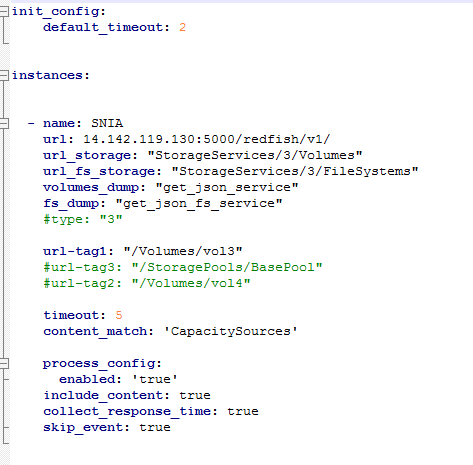 init_config:
    default_timeout: 2
instances:
  - name: SNIA
    url: 14.142.119.130:5000/redfish/v1/
    url_storage: "StorageServices/3/Volumes"
    url_fs_storage: "StorageServices/3/FileSystems"
    volumes_dump: "get_json_service"
    fs_dump: "get_json_fs_service"
    #type: "3"
    url-tag1: "/Volumes/vol3"
    #url-tag3: "/StoragePools/BasePool"
    #url-tag2: "/Volumes/vol4"
    timeout: 5
    content_match: 'CapacitySources'
    process_config:
      enabled: 'true'
    include_content: true
    collect_response_time: true
    skip_event: true